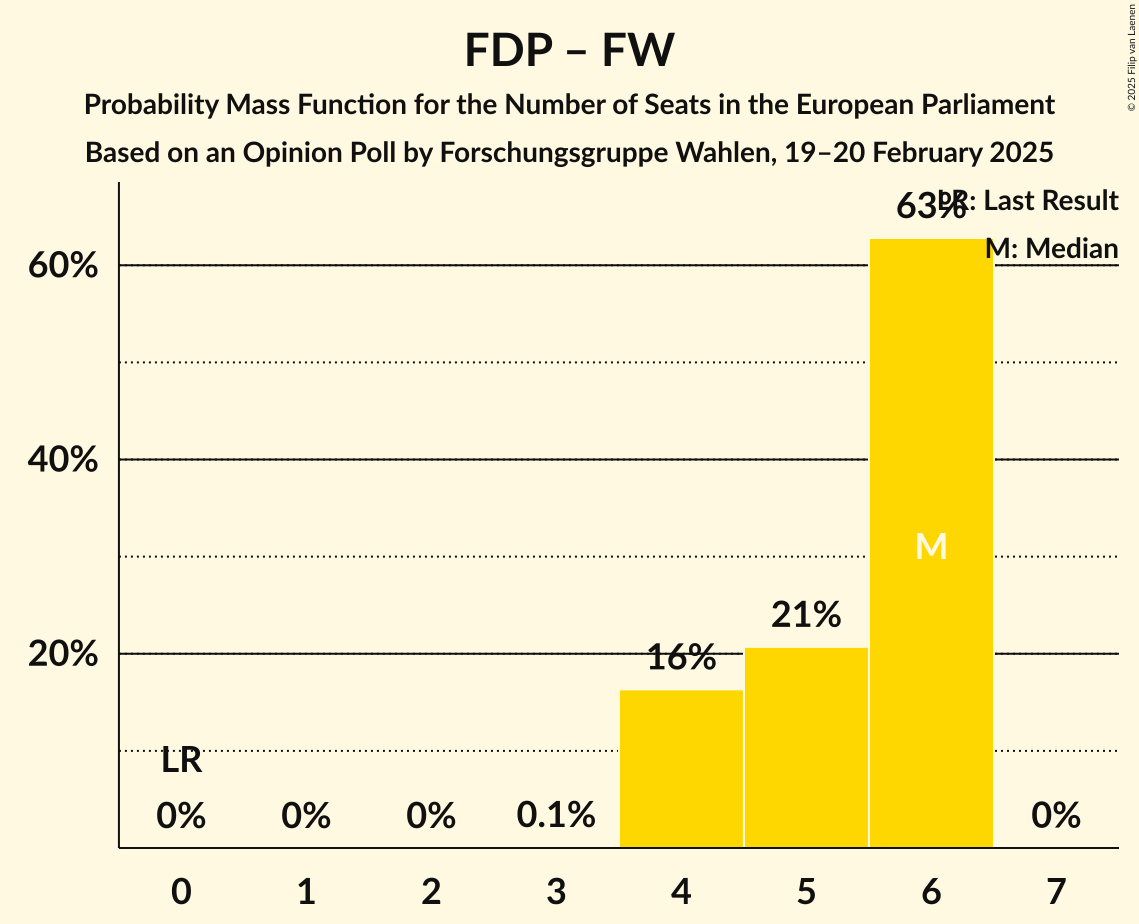 FDP – FW
Probability Mass Function for the Number of Seats in the European Parliament
Based on an Opinion Poll by Forschungsgruppe Wahlen, 19–20 February 2025
© 2025 Filip van Laenen
LR: Last Result
M: Median
63%
60%
40%
M
21%
20%
16%
LR
0%
0%
0%
0.1%
0%
0
1
2
3
4
5
6
7